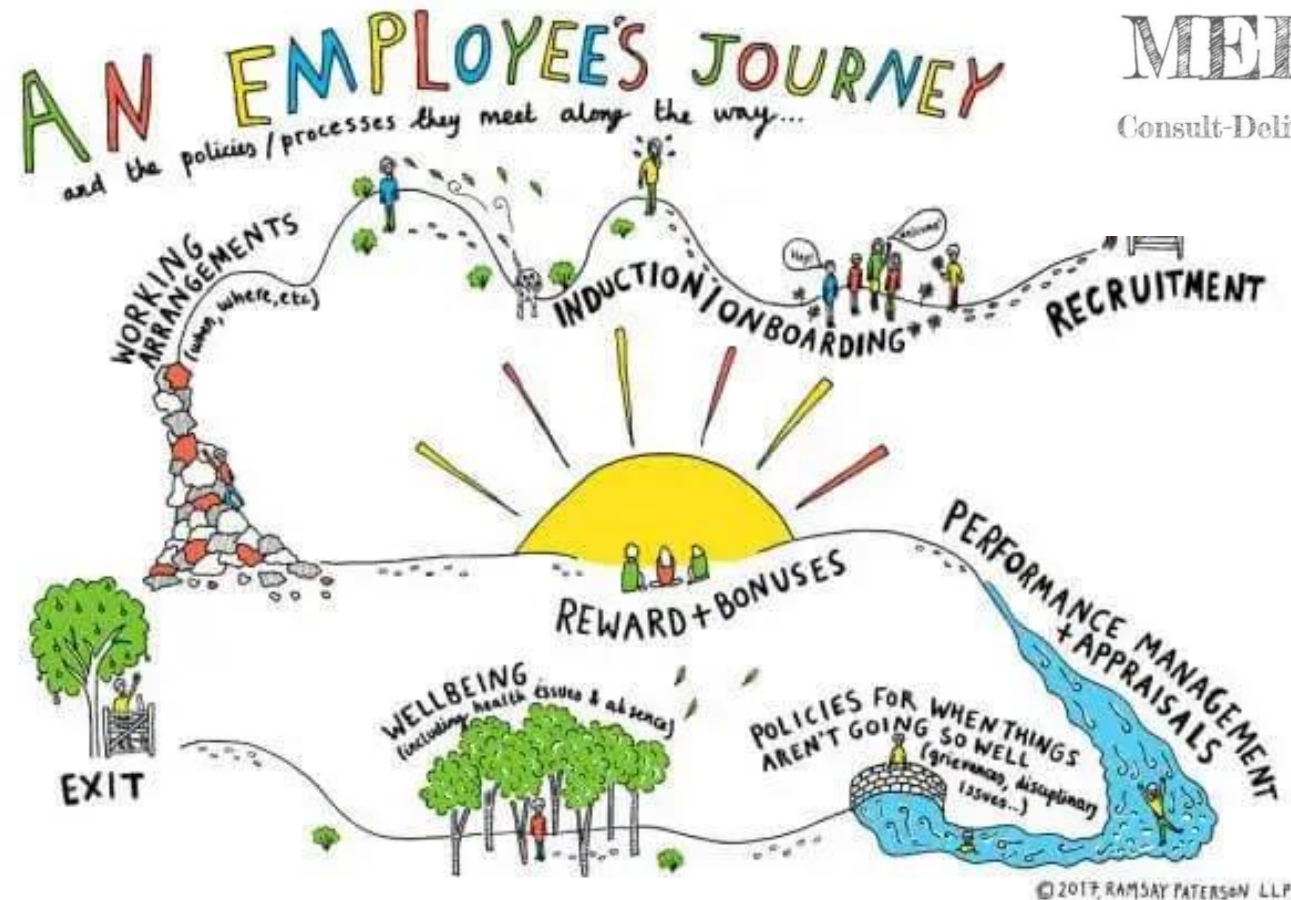 AN EMPLOYEE'S JOURNEY
and the policies/processes they meet along the way...
MEI
Consult-Deli
RECRUITMENT
Hey!
welcome!
INDUCTION/ONBOARDING
WORKING
ARRANGEMENTS
(when, where, etc)
REWARD+BONUSES
PERFORMANCE MANAGEMENT
+APPRAISALS
POLICIES FOR WHEN THINGS
AREN'T GOING SO WELL
(grievances, disciplinary
issues...)
WELLBEING
(including health issues & absence)
EXIT
© 2017, RAMSAY PATERSON LLP